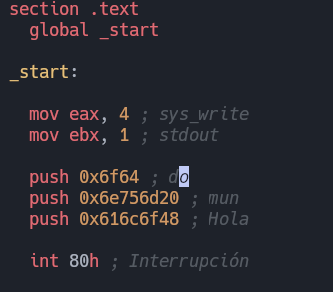 section .text
global _start
_start:
mov eax, 4 ; sys_write
mov ebx, 1 ; stdout
push 0x6f64 ; do
push 0x6e756d20 ; mun
push 0x616c6f48 ; Hola
int 80h ; Interrupción